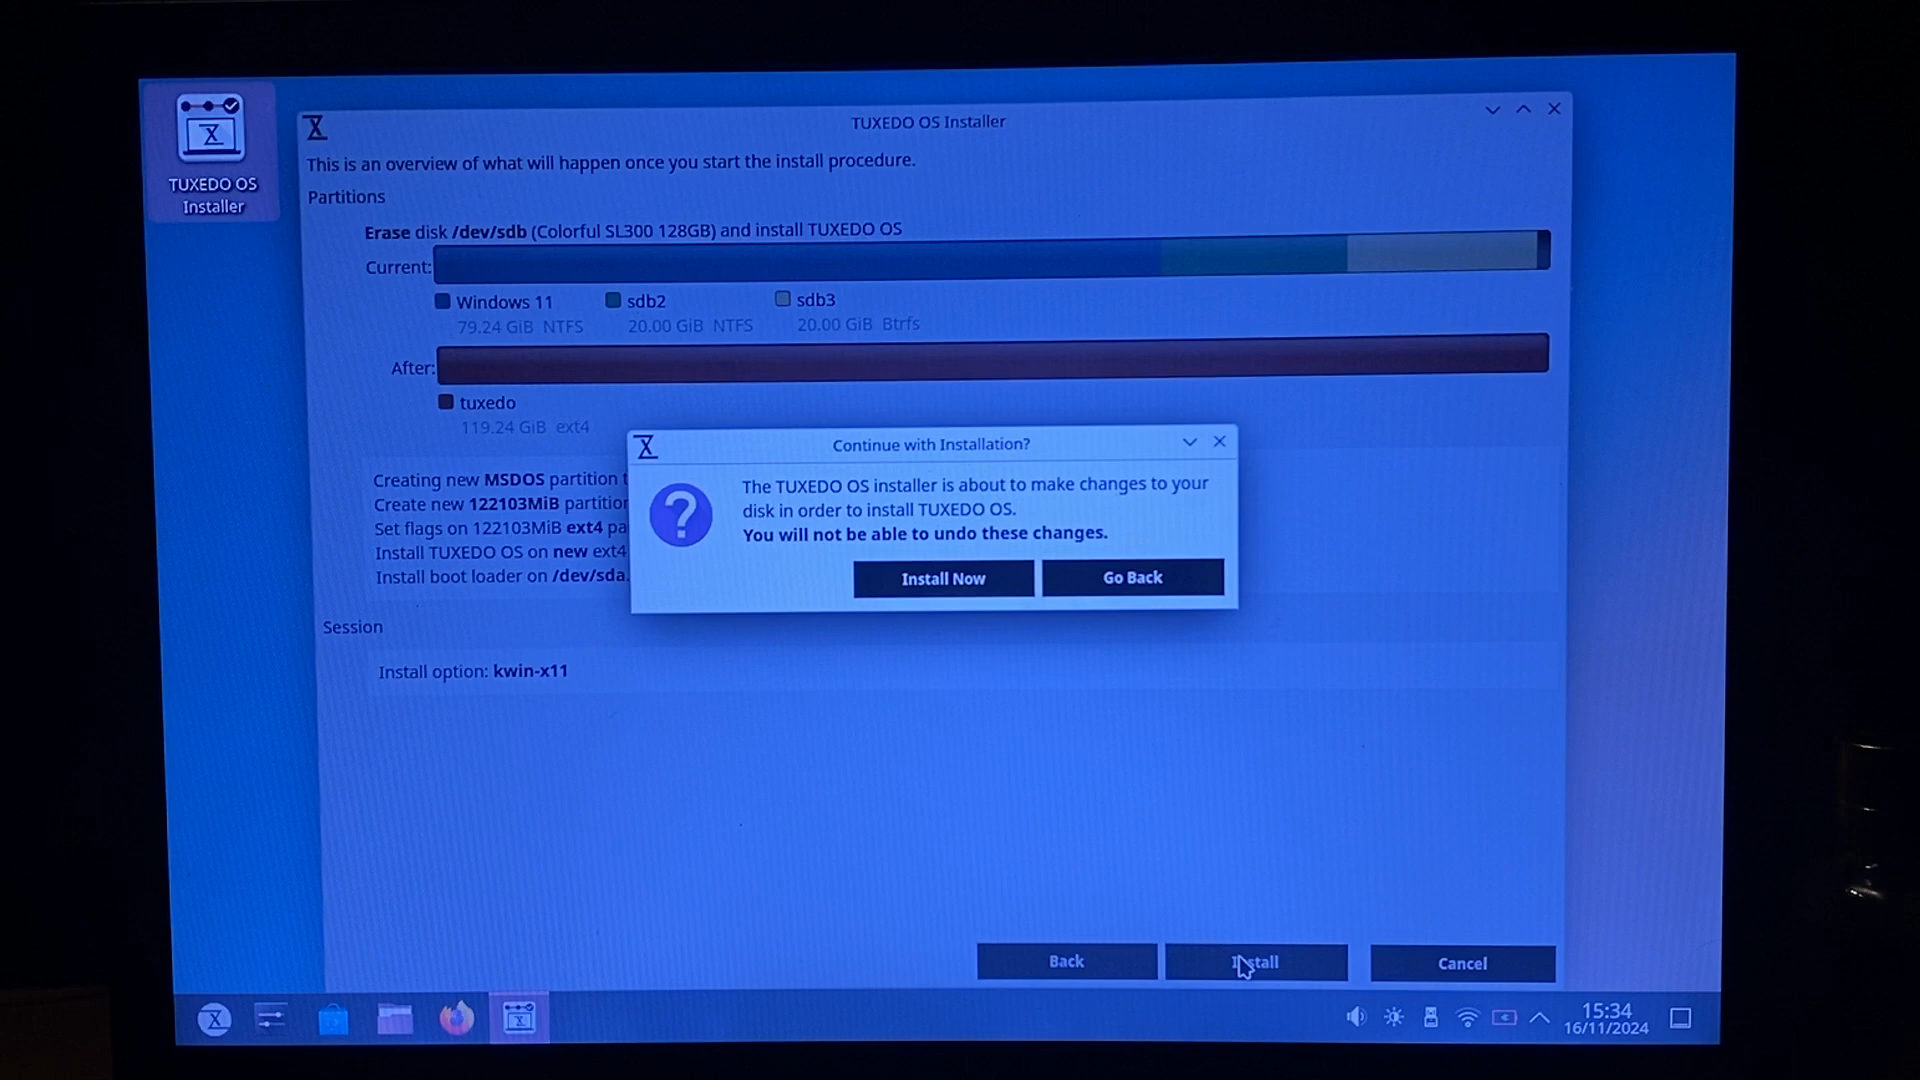 TUXEDO OS
Installer
TUXEDO OS Installer
This is an overview of what will happen once you start the install procedure.
Partitions
Erase disk /dev/sdb (Colorful SL300 128GB) and install TUXEDO OS
Current:
Windows 11
79.24 GiB NTFS
sdb2
20.00 GiB NTFS
sdb3
20.00 GiB Btrfs
After:
tuxedo
119.24 GiB ext4
Creating new MSDOS partition t
Create new 122103MiB partition
Set flags on 122103MiB ext4 pa
Install TUXEDO OS on new ext4
Install boot loader on /dev/sda.
Continue with Installation?
The TUXEDO OS installer is about to make changes to your
disk in order to install TUXEDO OS.
You will not be able to undo these changes.
Install Now
Go Back
Session
Install option: kwin-x11
Back
Install
Cancel
15:34
16/11/2024